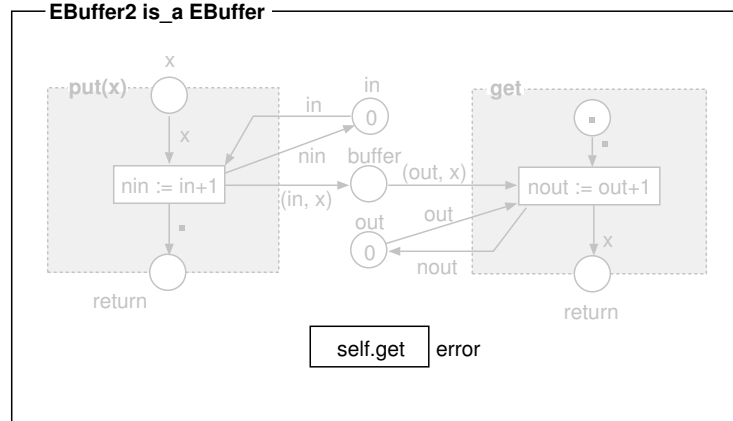 EBuffer2 is_a EBuffer
x
put(x)
in
get
in
0
x
nin
buffer
nin := in+1
(in, x)
(out, x)
nout := out+1
out
out
0
nout
x
return
return
self.get
error